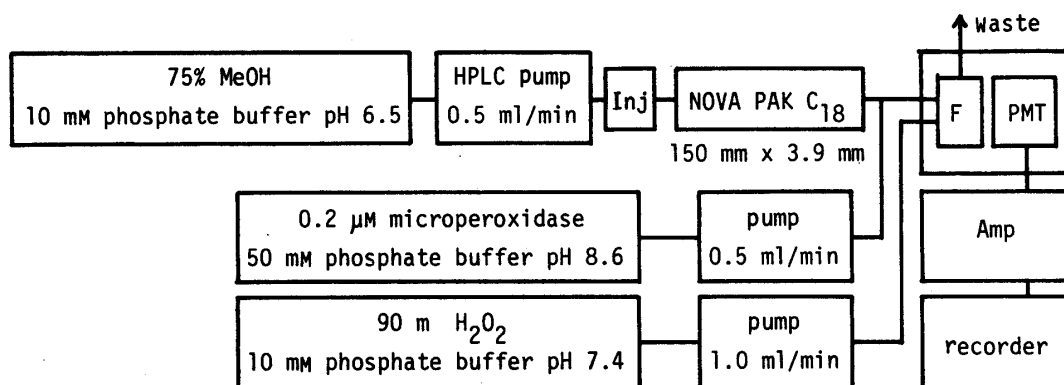 waste
75% MeOH
10 mM phosphate buffer pH 6.5
HPLC pump
0.5 ml/min
Inj
NOVA PAK C18
150 mm x 3.9 mm
F
PMT
0.2 µM microperoxidase
50 mM phosphate buffer pH 8.6
pump
0.5 ml/min
Amp
90 m H2O2
10 mM phosphate buffer pH 7.4
pump
1.0 ml/min
recorder